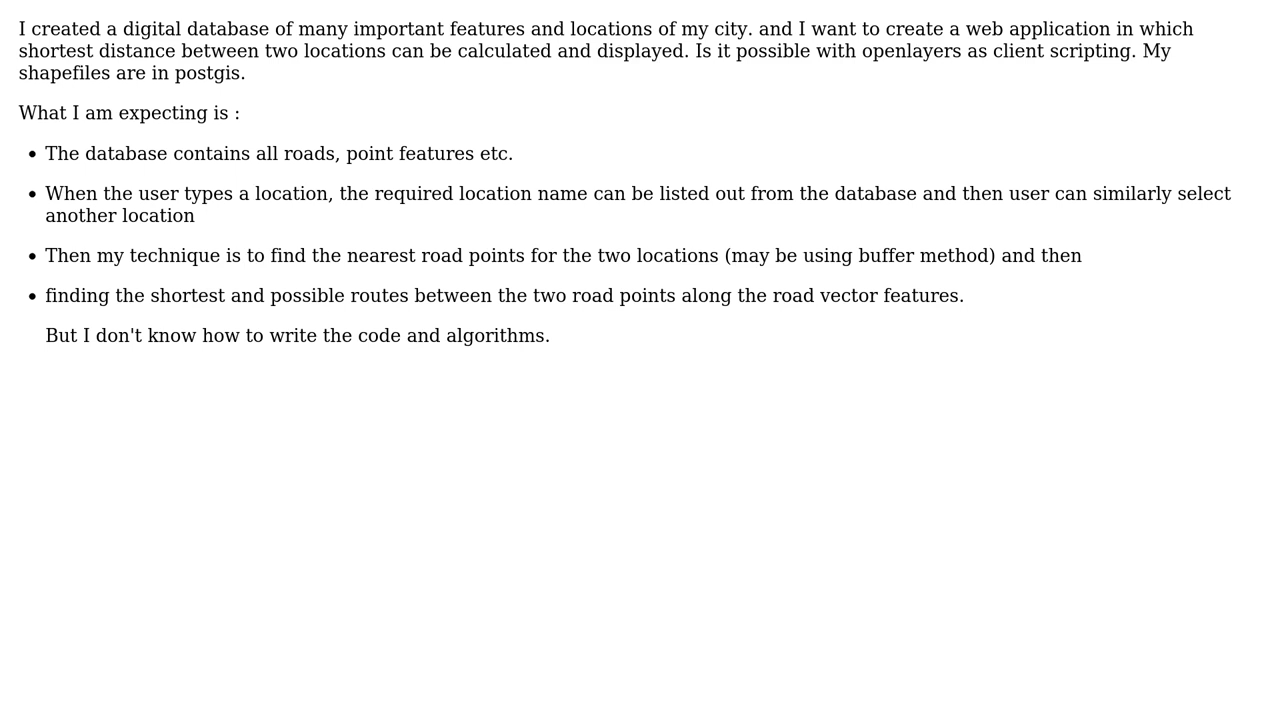 I created a digital database of many important features and locations of my city. and I want to create a web application in which
shortest distance between two locations can be calculated and displayed. Is it possible with openlayers as client scripting. My
shapefiles are in postgis.
What I am expecting is :
• The database contains all roads, point features etc.
• When the user types a location, the required location name can be listed out from the database and then user can similarly select
another location
• Then my technique is to find the nearest road points for the two locations (may be using buffer method) and then
• finding the shortest and possible routes between the two road points along the road vector features.
But I don't know how to write the code and algorithms.